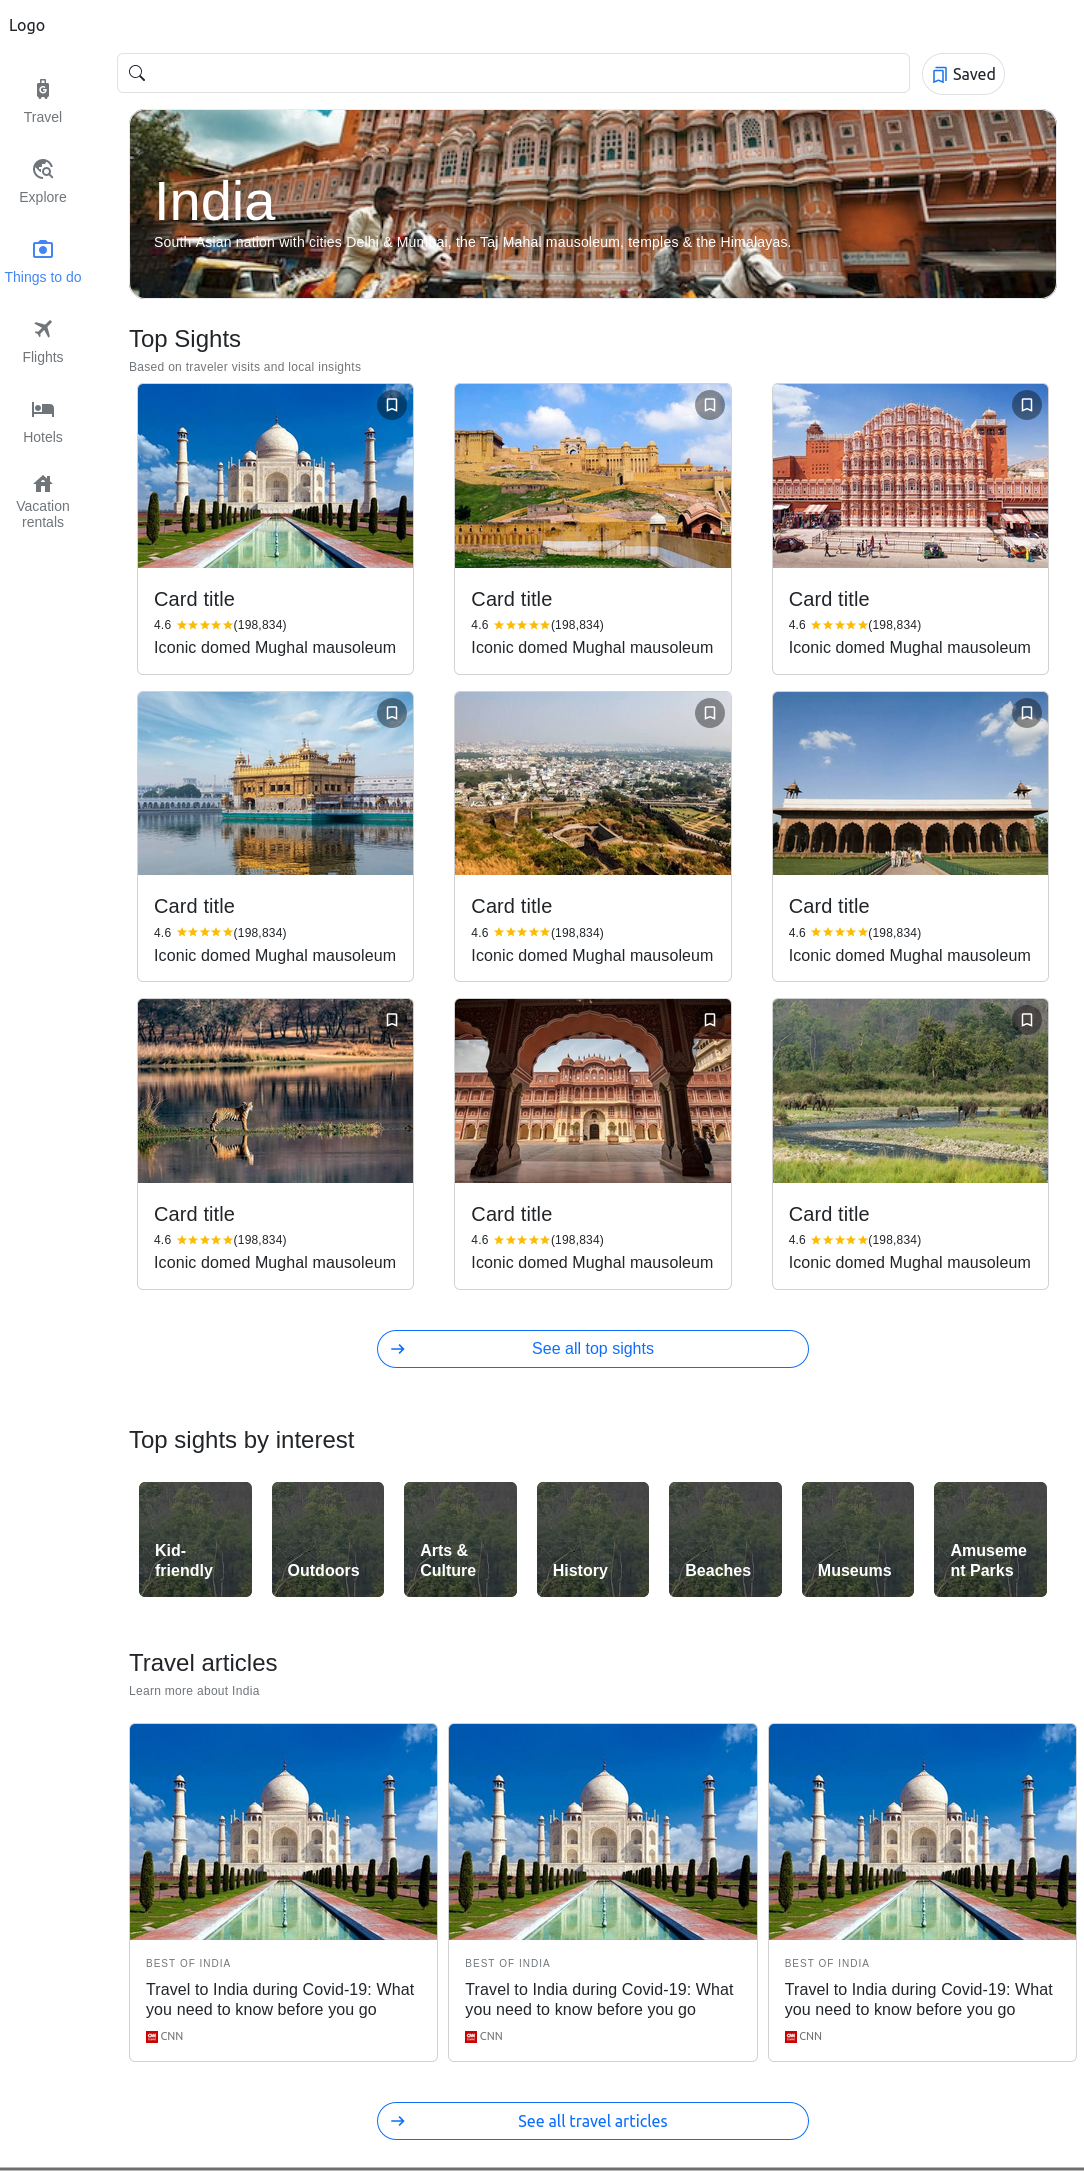 Logo
Saved
Travel
Explore
Things to do
Flights
Hotels
Vacation
rentals
India
South Asian nation with cities Delhi & Mumbai, the Taj Mahal mausoleum, temples & the Himalayas.
Top Sights
Based on traveler visits and local insights
Card title
4.6 ★★★★★(198,834)
Iconic domed Mughal mausoleum
Card title
4.6 ★★★★★(198,834)
Iconic domed Mughal mausoleum
Card title
4.6 ★★★★★(198,834)
Iconic domed Mughal mausoleum
Card title
4.6 ★★★★★(198,834)
Iconic domed Mughal mausoleum
Card title
4.6 ★★★★★(198,834)
Iconic domed Mughal mausoleum
Card title
4.6 ★★★★★(198,834)
Iconic domed Mughal mausoleum
Card title
4.6 ★★★★★(198,834)
Iconic domed Mughal mausoleum
Card title
4.6 ★★★★★(198,834)
Iconic domed Mughal mausoleum
Card title
4.6 ★★★★★(198,834)
Iconic domed Mughal mausoleum
See all top sights
Top sights by interest
Kid-
friendly
Outdoors
Arts &
Culture
History
Beaches
Museums
Amuseme
nt Parks
Travel articles
Learn more about India
BEST OF INDIA
Travel to India during Covid-19: What
you need to know before you go
CNN
BEST OF INDIA
Travel to India during Covid-19: What
you need to know before you go
CNN
BEST OF INDIA
Travel to India during Covid-19: What
you need to know before you go
CNN
See all travel articles